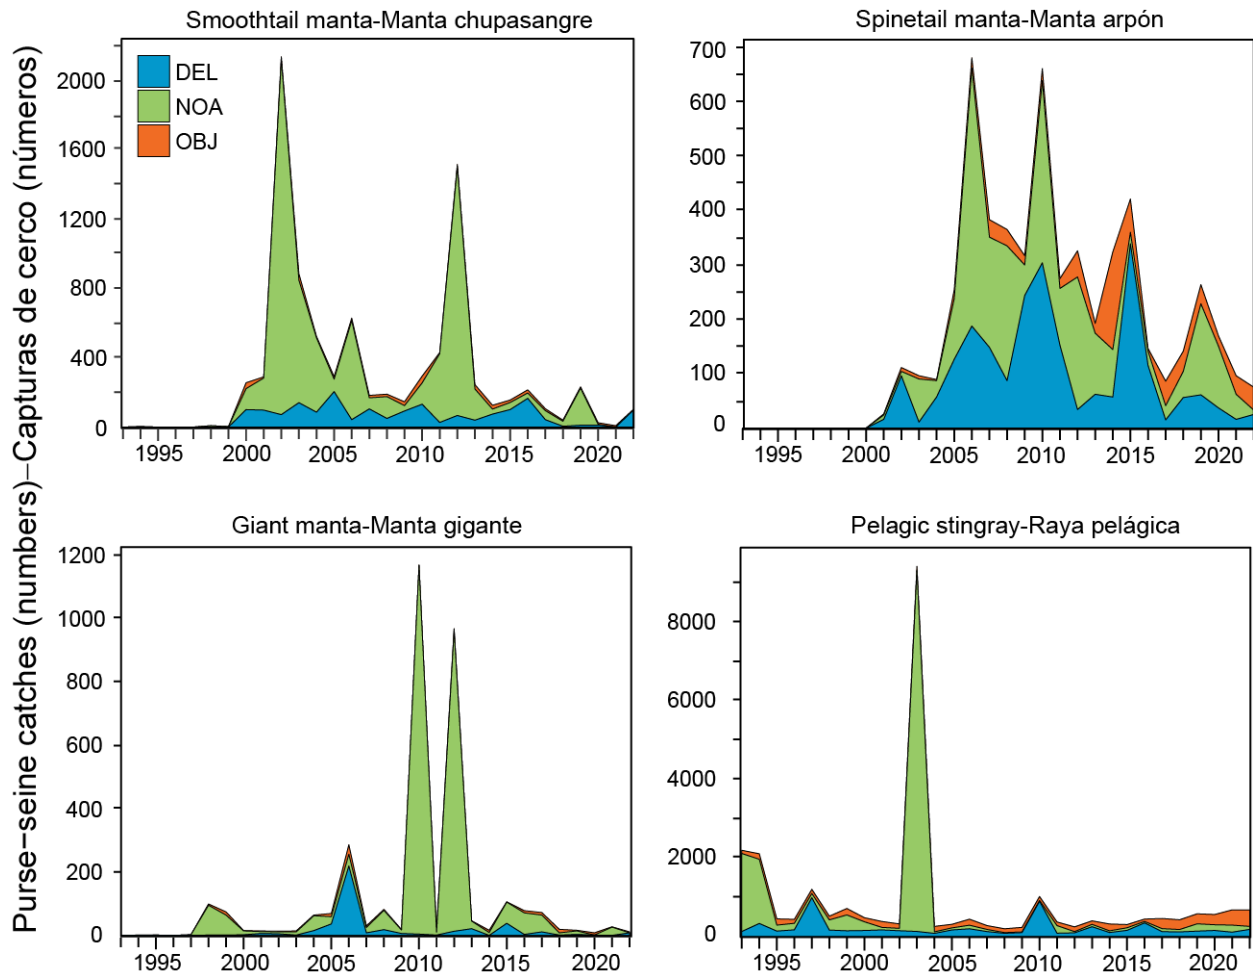 Purse−seine catches (numbers)−Capturas de cerco (números)
Smoothtail manta-Manta chupasangre
2000
1600
1200
800
400
0
DEL
NOA
OBJ
1995 2000 2005 2010 2015 2020
Spinetail manta-Manta arpón
700
600
500
400
300
200
100
0
1995 2000 2005 2010 2015 2020
Giant manta-Manta gigante
1200
1000
800
600
400
200
0
1995 2000 2005 2010 2015 2020
Pelagic stingray-Raya pelágica
8000
6000
4000
2000
0
1995 2000 2005 2010 2015 2020